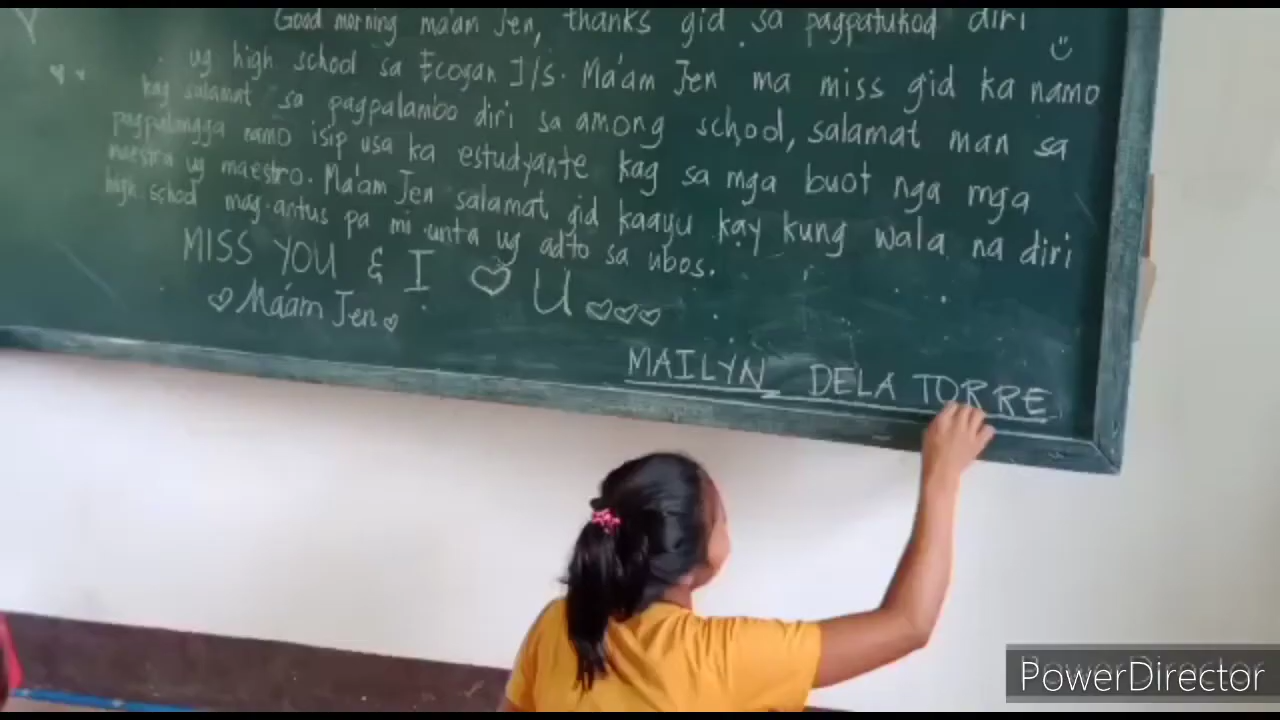 Good morning ma'am Jen, thanks gid sa pagpatukod diri
ug high school sa Ecogan I/s. Ma'am Jen ma miss gid ka namo
kag salamat sa pagpalambo diri sa among school, salamat man sa
pagpalangga namo isip usa ka estudyante kag sa mga buot nga mga
maestra ug maestro. Ma'am Jen salamat gid kaayu kay kung wala na diri
high school mag-antus pa mi unta ug adto sa ubos.
MISS YOU & I ♡ U ♡♡♡
♡ Ma'am Jen ♡
MAILYN DELA TORRE
PowerDirector